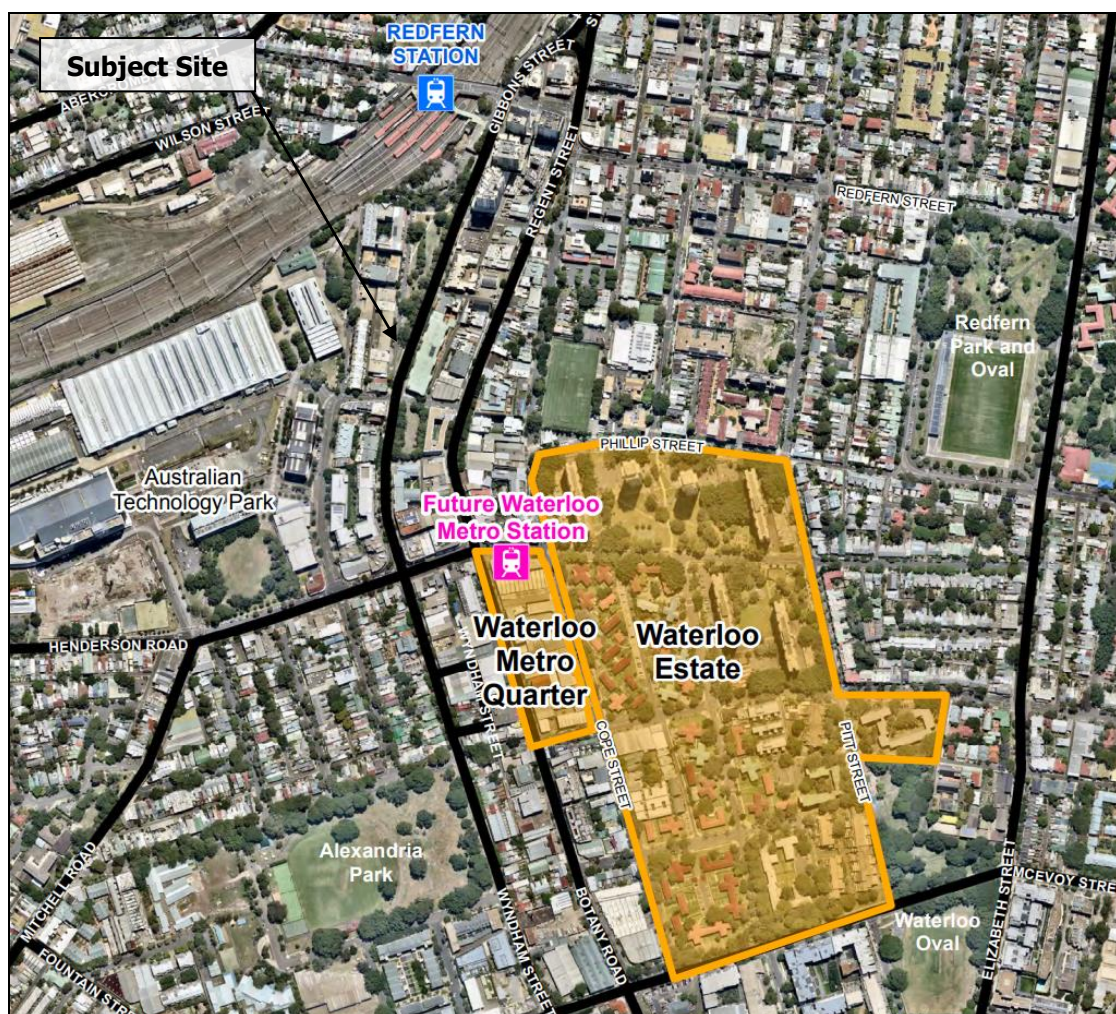 REDFERN
STATION
Subject Site
WILSON STREET
GIBBONS STREET
REGENT STREET
REDFERN STREET
Redfern
Park and
Oval
PHILLIP STREET
Australian
Technology Park
Future Waterloo
Metro Station
HENDERSON ROAD
Waterloo
Metro
Quarter
Waterloo
Estate
WYNDHAM STREET
COPE STREET
PITT STREET
Alexandria
Park
MITCHELL ROAD
FOUNTAIN STR
WYNDHAM STREET
BOTANY ROAD
Waterloo
Oval
ELIZABETH STREET
MCEVOY STRE